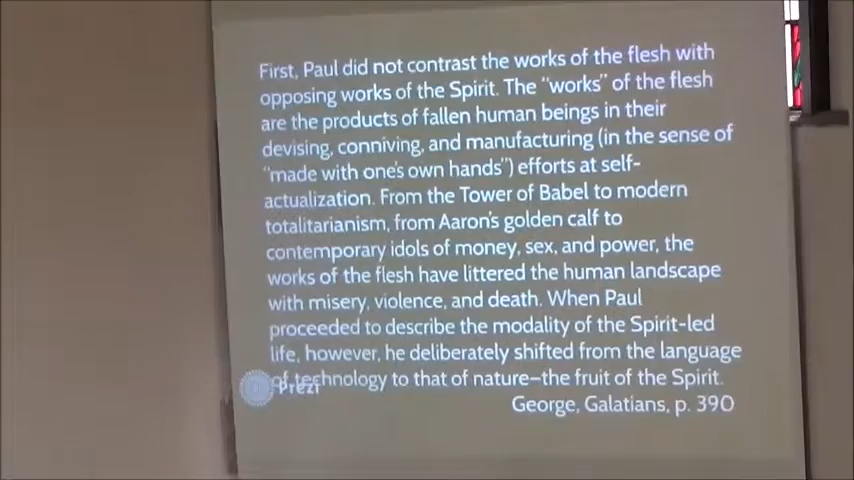 First, Paul did not contrast the works of the flesh with
opposing works of the Spirit. The "works" of the flesh
are the products of fallen human beings in their
devising, conniving, and manufacturing (in the sense of
"made with one's own hands") efforts at self-
actualization. From the Tower of Babel to modern
totalitarianism, from Aaron's golden calf to
contemporary idols of money, sex, and power, the
works of the flesh have littered the human landscape
with misery, violence, and death. When Paul
proceeded to describe the modality of the Spirit-led
life, however, he deliberately shifted from the language
of technology to that of nature—the fruit of the Spirit.
Prezi
George, Galatians, p. 390